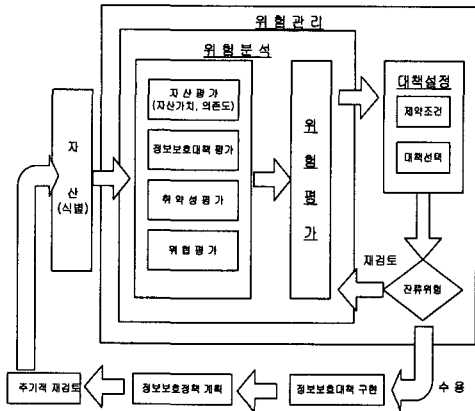 위험관리
위험분석
자산평가
(자산가치, 의존도)
정보보호대책 평가
취약성평가
위협평가
자
산
(식별)
위
험
평
가
대책설정
제약조건
대책선택
재검토
잔류위험
수용
주기적 재검토
정보보호정책 계획
정보보호대책 구현